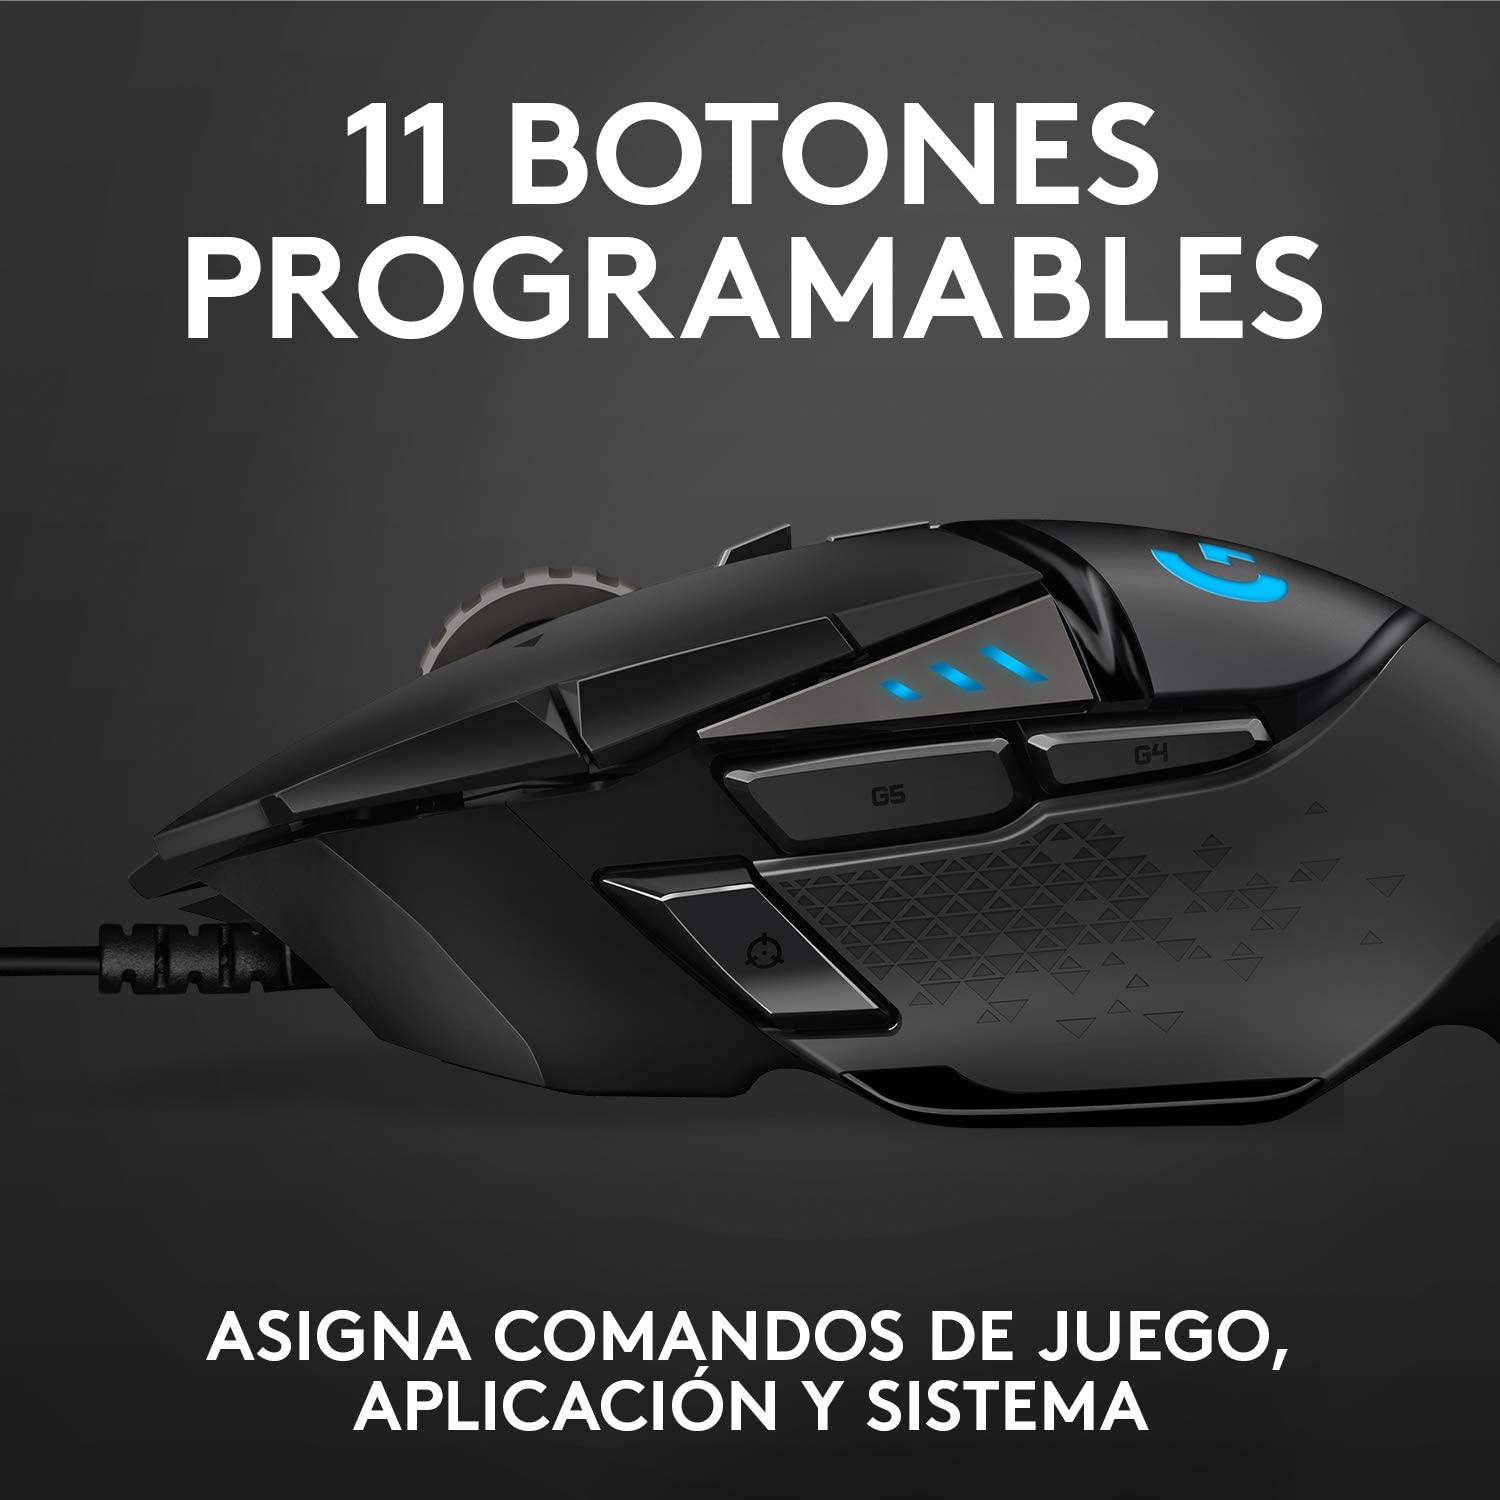 11 BOTONES
PROGRAMABLES
G4
G5
ASIGNA COMANDOS DE JUEGO,
APLICACIÓN Y SISTEMA